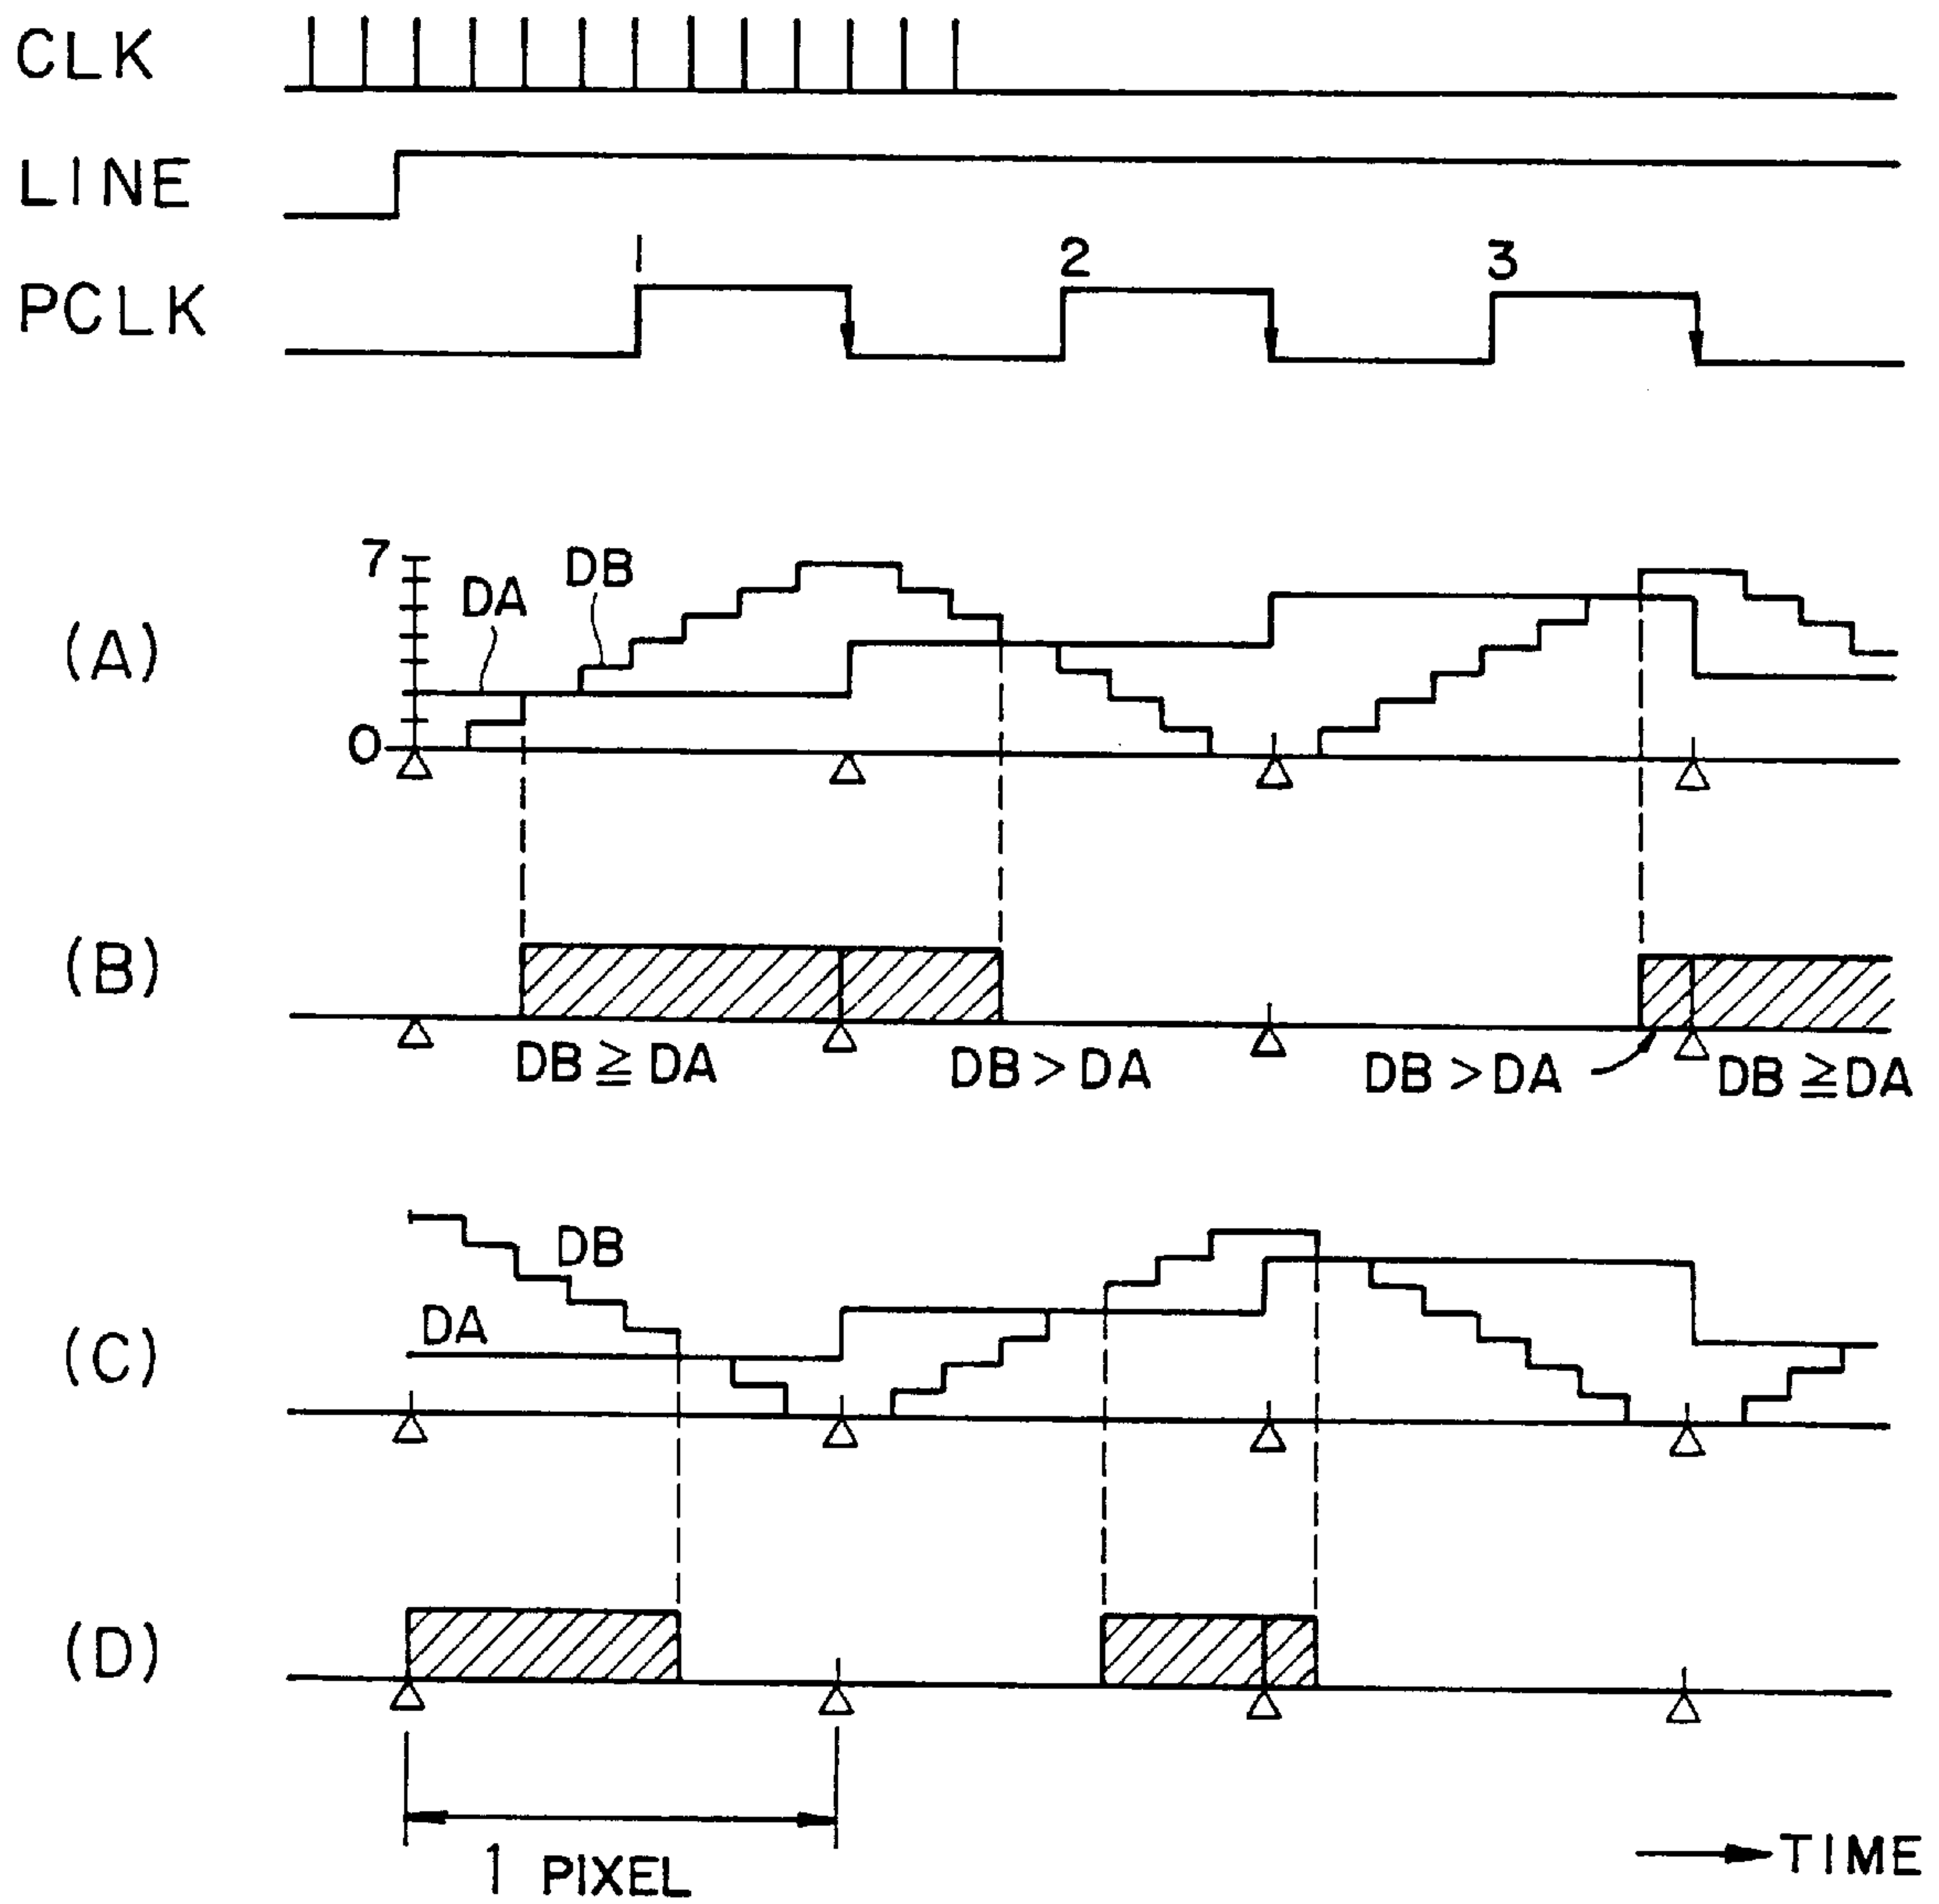 CLK
LINE
PCLK
1
2
3
(A)
7
0
DA
DB
(B)
DB ≧ DA
DB > DA
DB > DA
DB ≧ DA
(C)
DB
DA
(D)
1 PIXEL
TIME